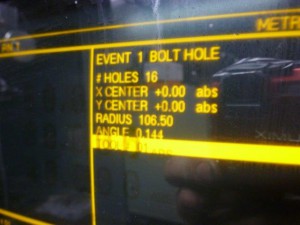 METR
EVENT 1 BOLT HOLE
# HOLES 16
X CENTER +0.00 abs
Y CENTER +0.00 abs
RADIUS 106.50
ANGLE 0.144